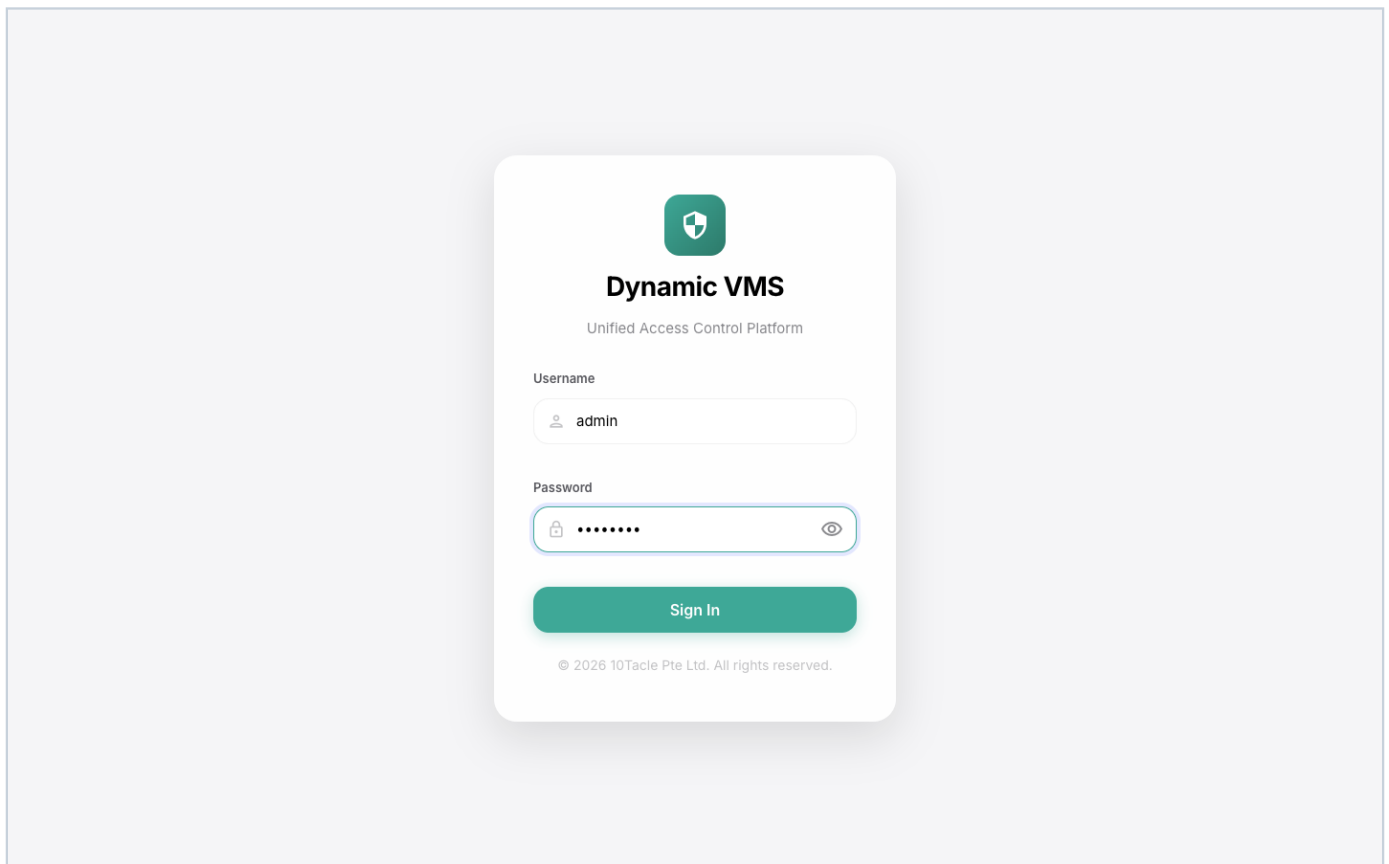 Dynamic VMS
Unified Access Control Platform
Username
admin
Password
••••••••
Sign In
© 2026 10Tacle Pte Ltd. All rights reserved.